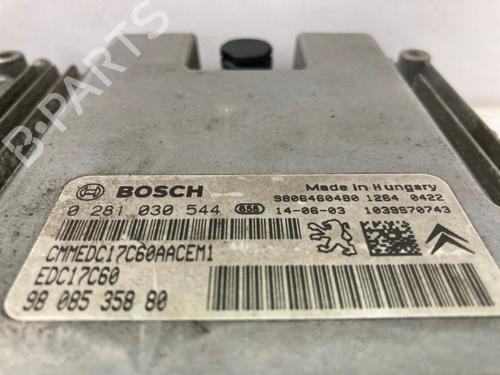 B-PARTS
BOSCH
Made in Hungary
9806460480 1264 0422
0 281 030 544 658 14-06-03 1039S70743
CMMEDC17C60AACEM1
EDC17C60
98 085 358 80